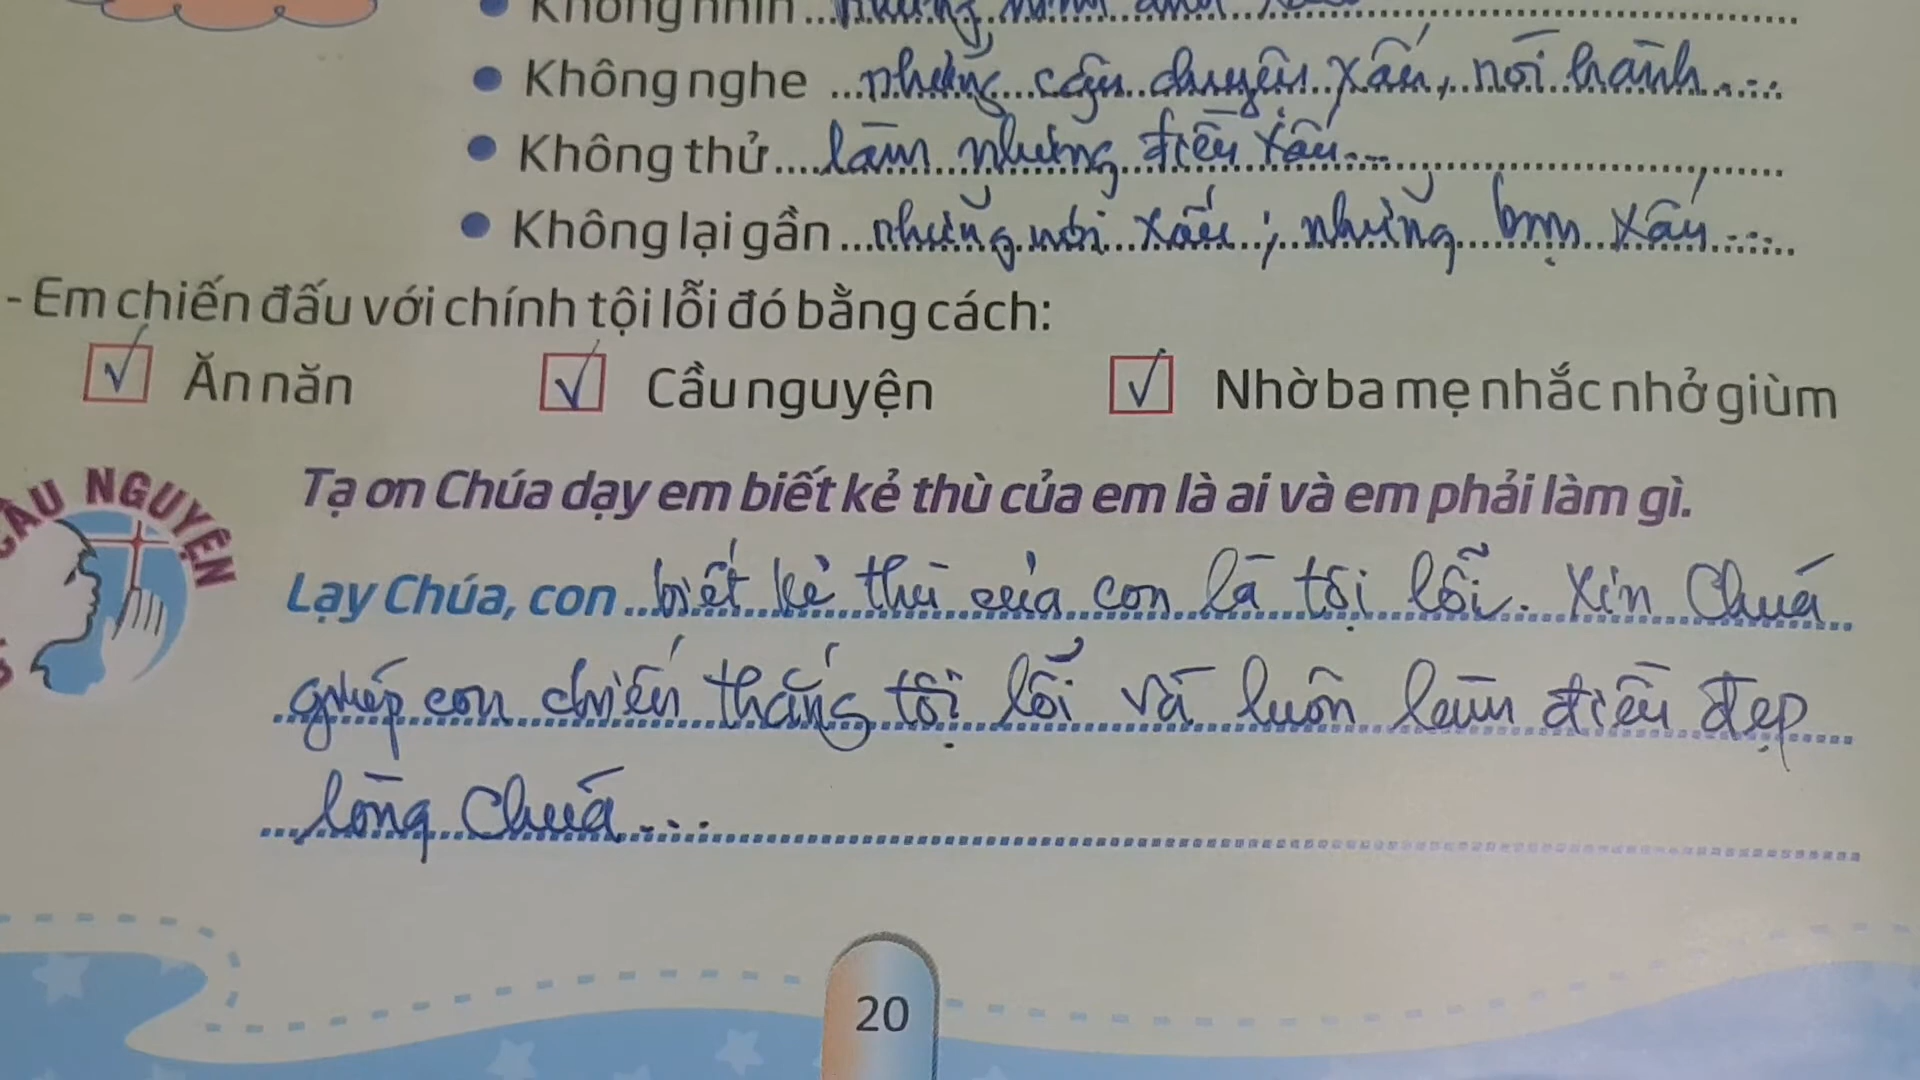 Không nhìn ... những
Không nghe ... những câu chuyện xấu, nói hành ...
Không thử .... làm những điều xấu...
Không lại gần ... những nơi xấu ; những bạn xấu ...
- Em chiến đấu với chính tội lỗi đó bằng cách:
√ Ăn năn √ Cầu nguyện √ Nhờ ba mẹ nhắc nhở giùm
CẦU NGUYỆN
Tạ ơn Chúa dạy em biết kẻ thù của em là ai và em phải làm gì.
Lạy Chúa, con ... biết kẻ thù của con là tội lỗi. Xin Chúa
ghúp con chiến thắng tội lỗi và luôn làm điều đẹp
lòng Chúa ...
20